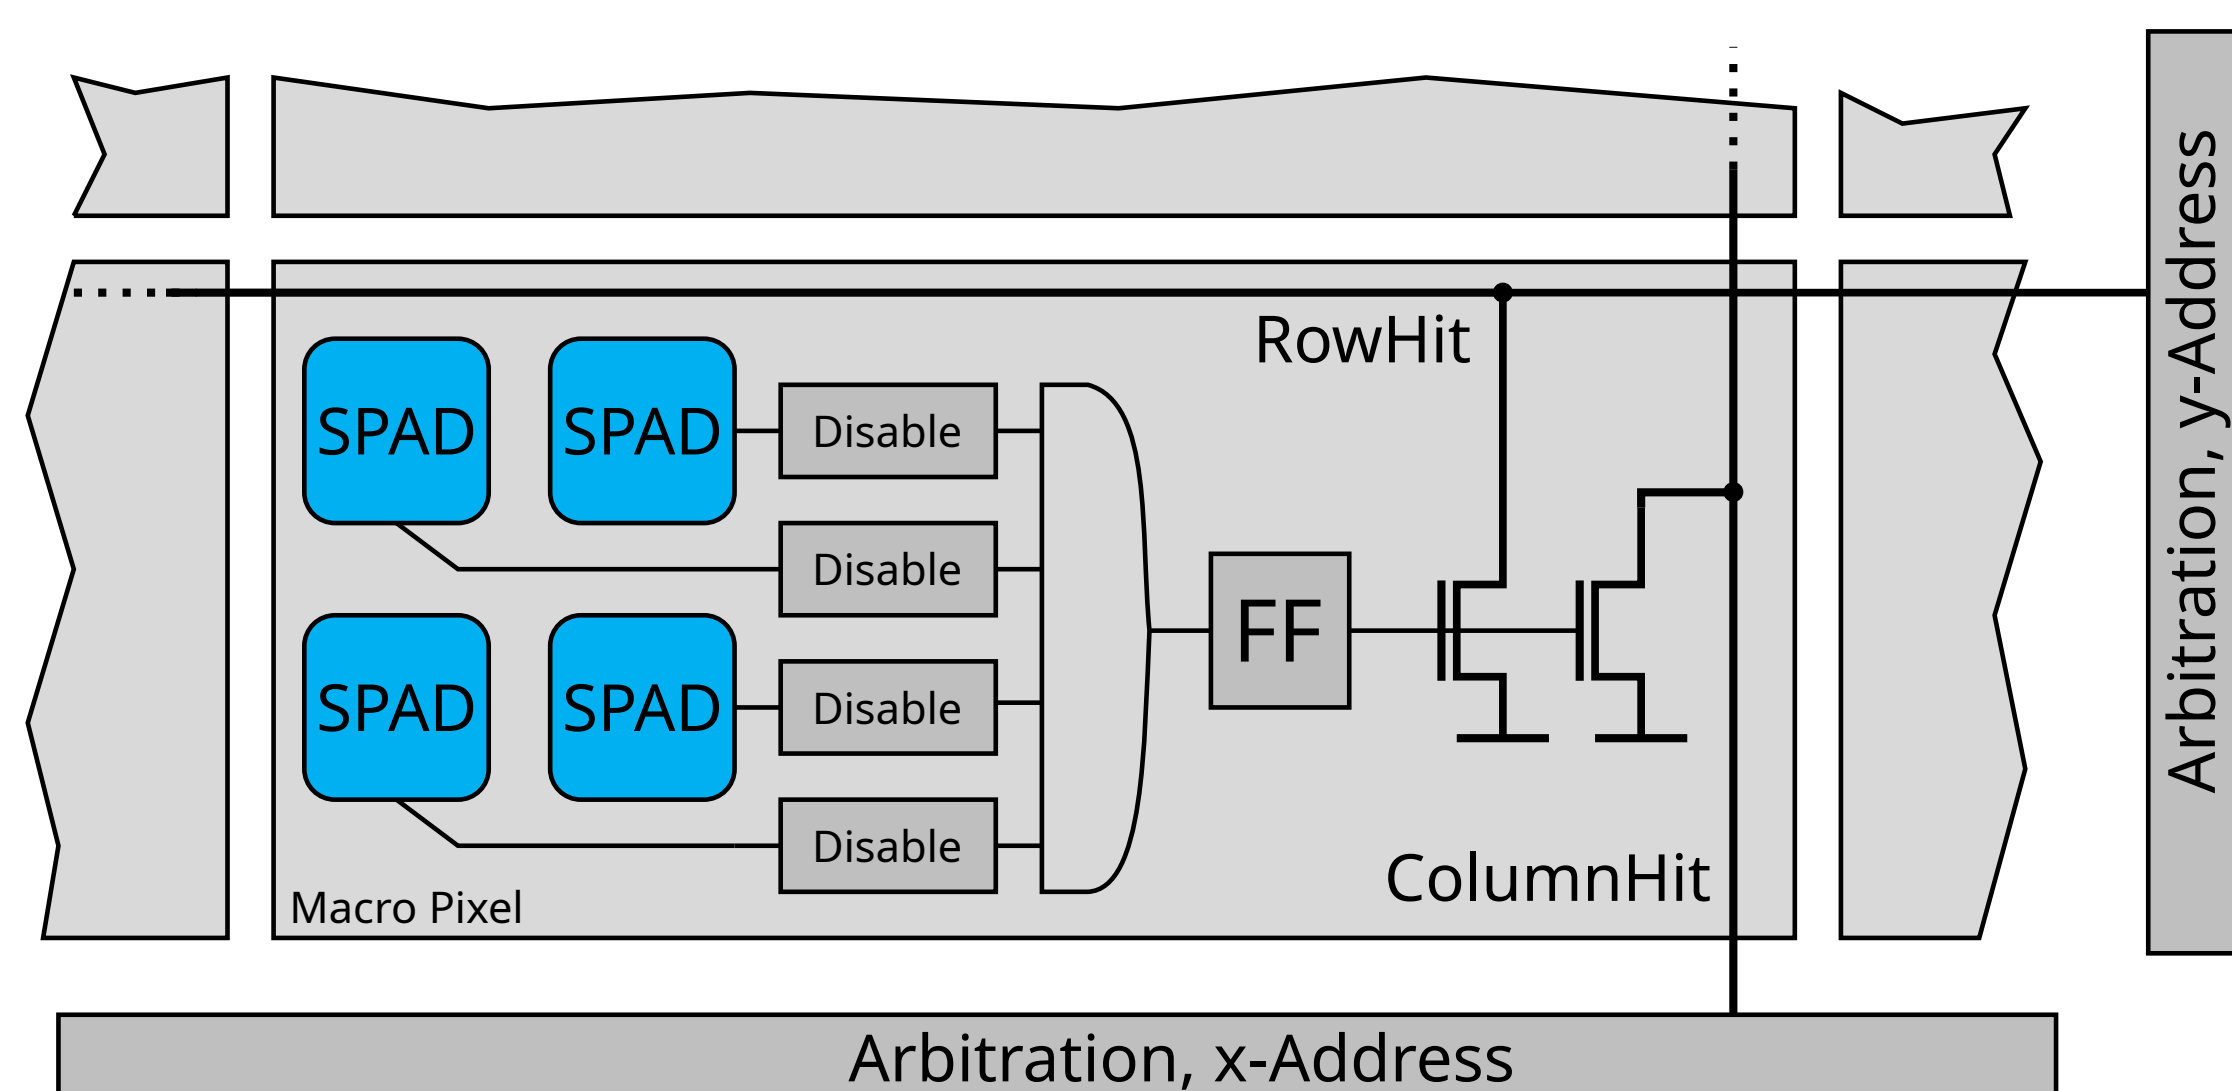 Arbitration, y-Address
RowHit
SPAD
SPAD
Disable
Disable
FF
SPAD
SPAD
Disable
Disable
ColumnHit
Macro Pixel
Arbitration, x-Address